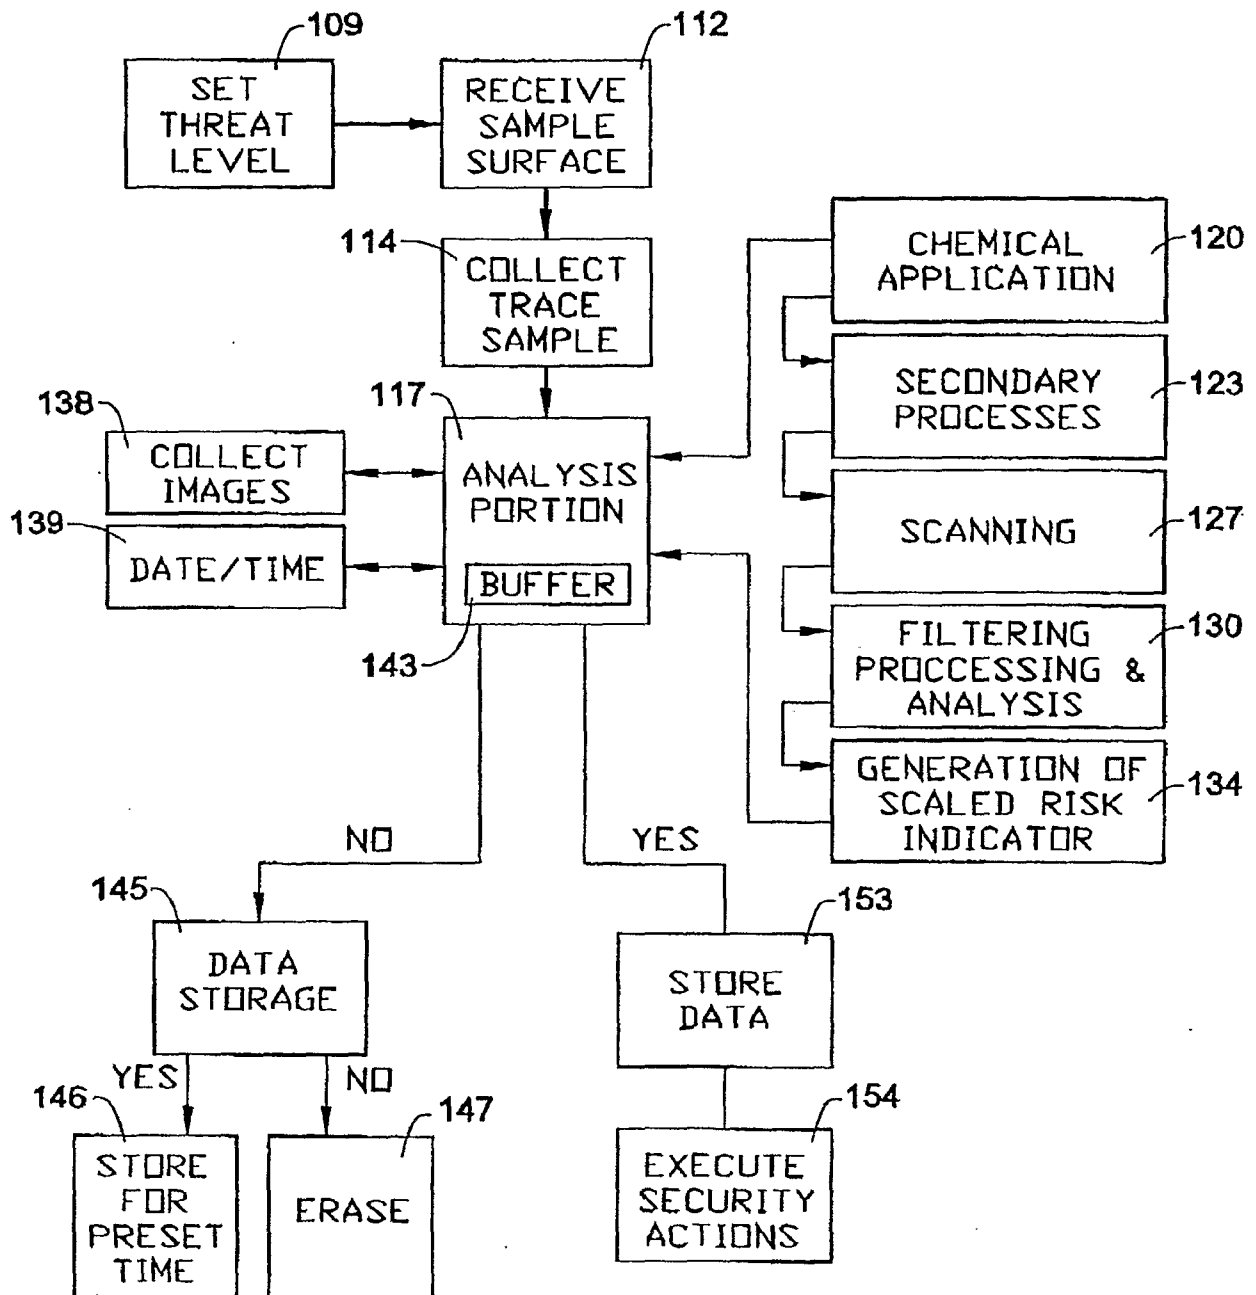 109
SET
THREAT
LEVEL
112
RECEIVE
SAMPLE
SURFACE
114
COLLECT
TRACE
SAMPLE
117
ANALYSIS
PORTION
BUFFER
143
138
COLLECT
IMAGES
139
DATE/TIME
CHEMICAL
APPLICATION
120
SECONDARY
PROCESSES
123
SCANNING
127
FILTERING
PROCCESSING &
ANALYSIS
130
GENERATION OF
SCALED RISK
INDICATOR
134
NO
YES
145
DATA
STORAGE
YES
NO
146
STORE
FOR
PRESET
TIME
147
ERASE
153
STORE
DATA
154
EXECUTE
SECURITY
ACTIONS